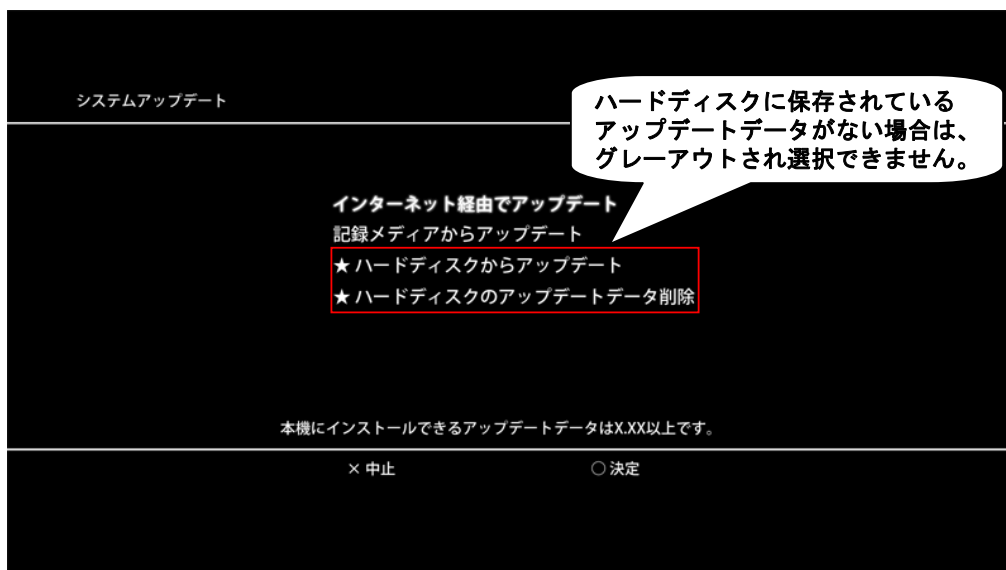 システムアップデート
ハードディスクに保存されている
アップデートデータがない場合は、
グレーアウトされ選択できません。
インターネット経由でアップデート
記録メディアからアップデート
★ ハードディスクからアップデート
★ ハードディスクのアップデートデータ削除
本機にインストールできるアップデートデータはX.XX以上です。
× 中止 ○ 決定